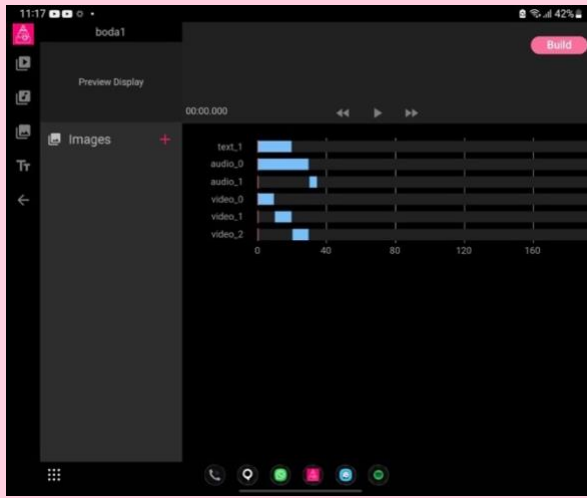 11:17
42%
boda1
Build
Preview Display
00:00.000
Images
Tт
text_1
audio_0
audio_1
video_0
video_1
video_2
0 40 80 120 160